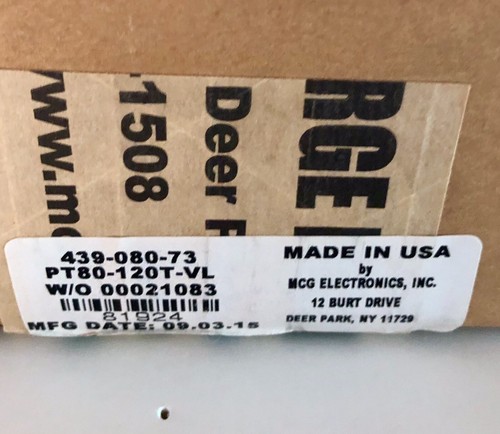 www.mc
-1508
Deer P
RGE
439-080-73
PT80-120T-VL
W/O 00021083
81924
MFG DATE: 09.03.15
MADE IN USA
by
MCG ELECTRONICS, INC.
12 BURT DRIVE
DEER PARK, NY 11729